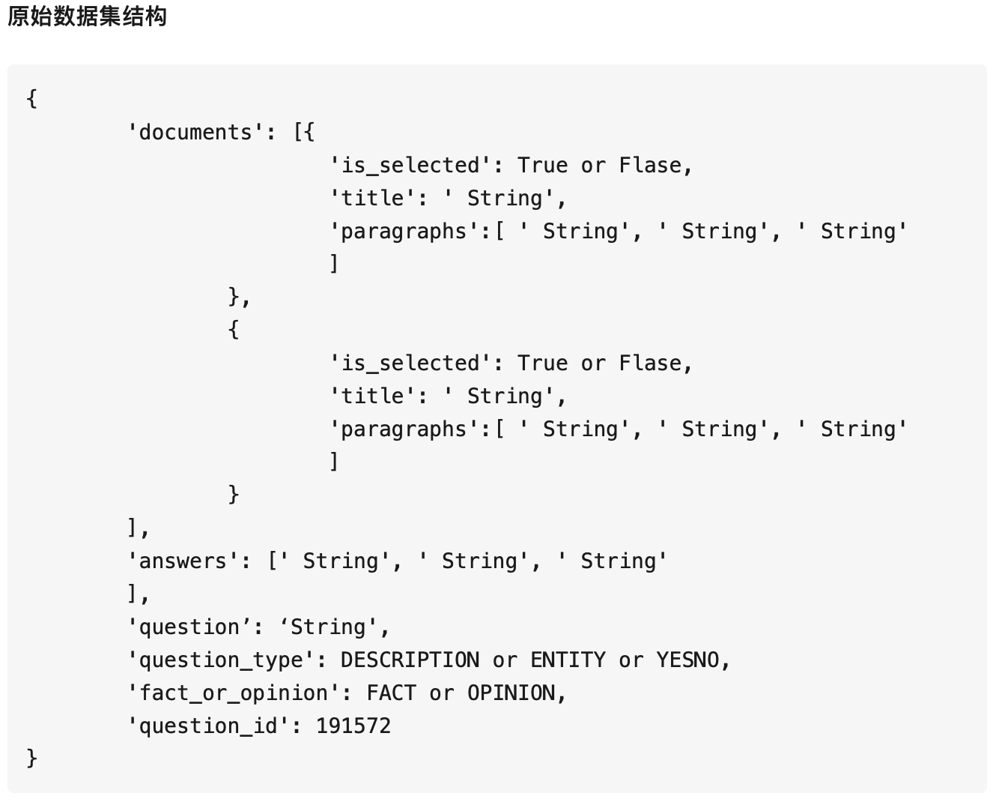 原始数据集结构
{
'documents': [{
'is_selected': True or Flase,
'title': ' String',
'paragraphs':[ ' String', ' String', ' String'
]
},
{
'is_selected': True or Flase,
'title': ' String',
'paragraphs':[ ' String', ' String', ' String'
]
}
],
'answers': [' String', ' String', ' String'
],
'question’: ‘String',
'question_type': DESCRIPTION or ENTITY or YESNO,
'fact_or_opinion': FACT or OPINION,
'question_id': 191572
}